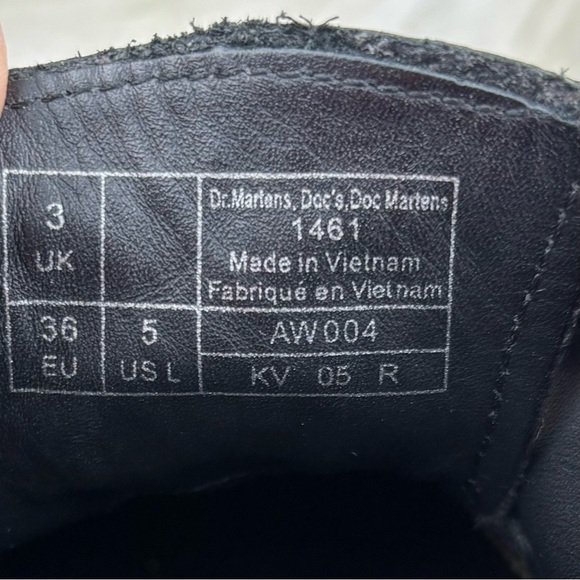 3
UK
36
EU
5
US L
Dr.Martens, Doc's, Doc Martens
1461
Made in Vietnam
Fabriqué en Vietnam
AW004
KV 05 R